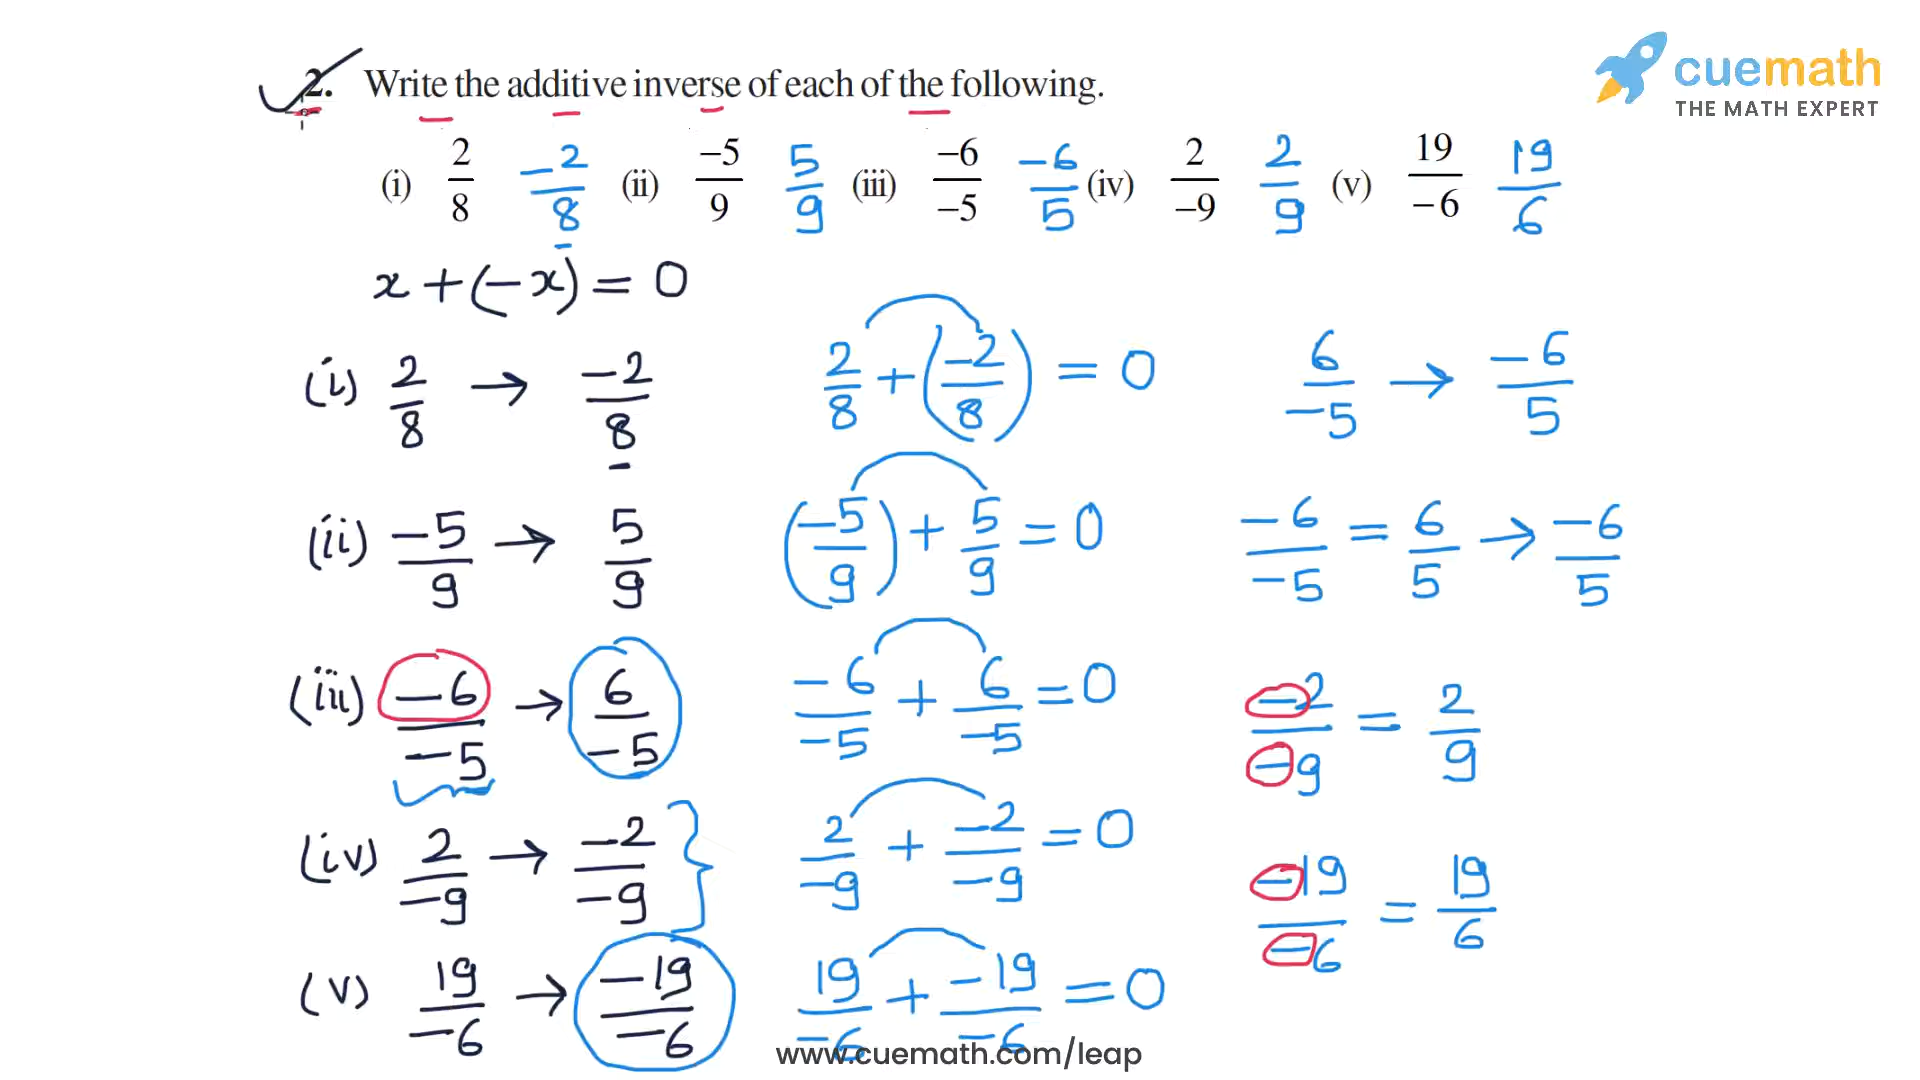 2. Write the additive inverse of each of the following.
cuemath
THE MATH EXPERT
(i) 2/8 -2/8 (ii) -5/9 5/9 (iii) -6/-5 -6/5 (iv) 2/-9 2/9 (v) 19/-6 19/6
x + (-x) = 0
(i) 2/8 → -2/8
2/8 + (-2/8) = 0
6/-5 → -6/5
(ii) -5/9 → 5/9
(-5/9) + 5/9 = 0
-6/-5 = 6/5 → -6/5
(iii) -6/-5 → 6/-5
-6/-5 + 6/-5 = 0
-2/-9 = 2/9
(iv) 2/-9 → -2/-9
2/-9 + -2/-9 = 0
-19/-6 = 19/6
(v) 19/-6 → -19/-6
19/-6 + -19/-6 = 0
www.cuemath.com/leap